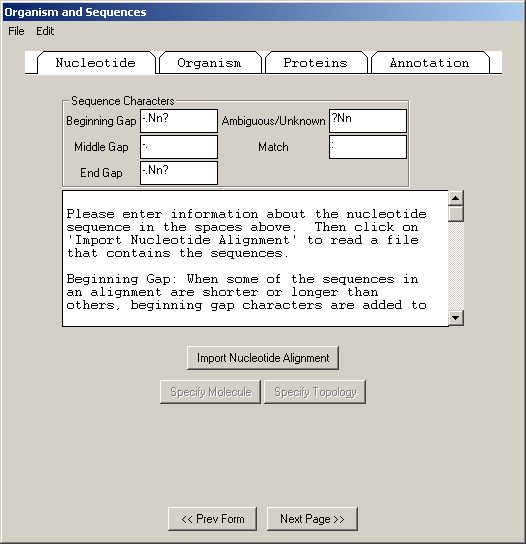 Organism and Sequences
File Edit
Nucleotide Organism Proteins Annotation
Sequence Characters
Beginning Gap -.Nn? Ambiguous/Unknown ?Nn
Middle Gap -. Match :
End Gap -.Nn?
Please enter information about the nucleotide
sequence in the spaces above. Then click on
'Import Nucleotide Alignment' to read a file
that contains the sequences.
Beginning Gap: When some of the sequences in
an alignment are shorter or longer than
others, beginning gap characters are added to
Import Nucleotide Alignment
Specify Molecule Specify Topology
<< Prev Form Next Page >>